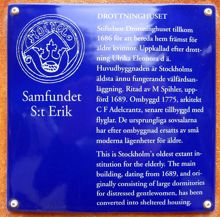 DROTTNINGHUSET
Stiftelsen Drottninghuset tillkom
1686 för att bereda hem främst för
äldre kvinnor. Uppkallad efter drott-
ning Ulrika Eleonora d ä.
Huvudbyggnaden är Stockholms
äldsta ännu fungerande välfärdsan-
läggning. Ritad av M Spihler, upp-
förd 1689. Ombyggd 1775, arkitekt
C F Adelcrantz, senare tillbyggd med
flyglar. De ursprungliga sovsalarna
har efter ombyggnad ersatts av små
moderna lägenheter för äldre.
This is Stockholm's oldest extant in-
stitution for the elderly. The main
building, dating from 1689, and ori-
ginally consisting of large dormitories
for distressed gentlewomen, has been
converted into sheltered housing.
Samfundet
S:t Erik